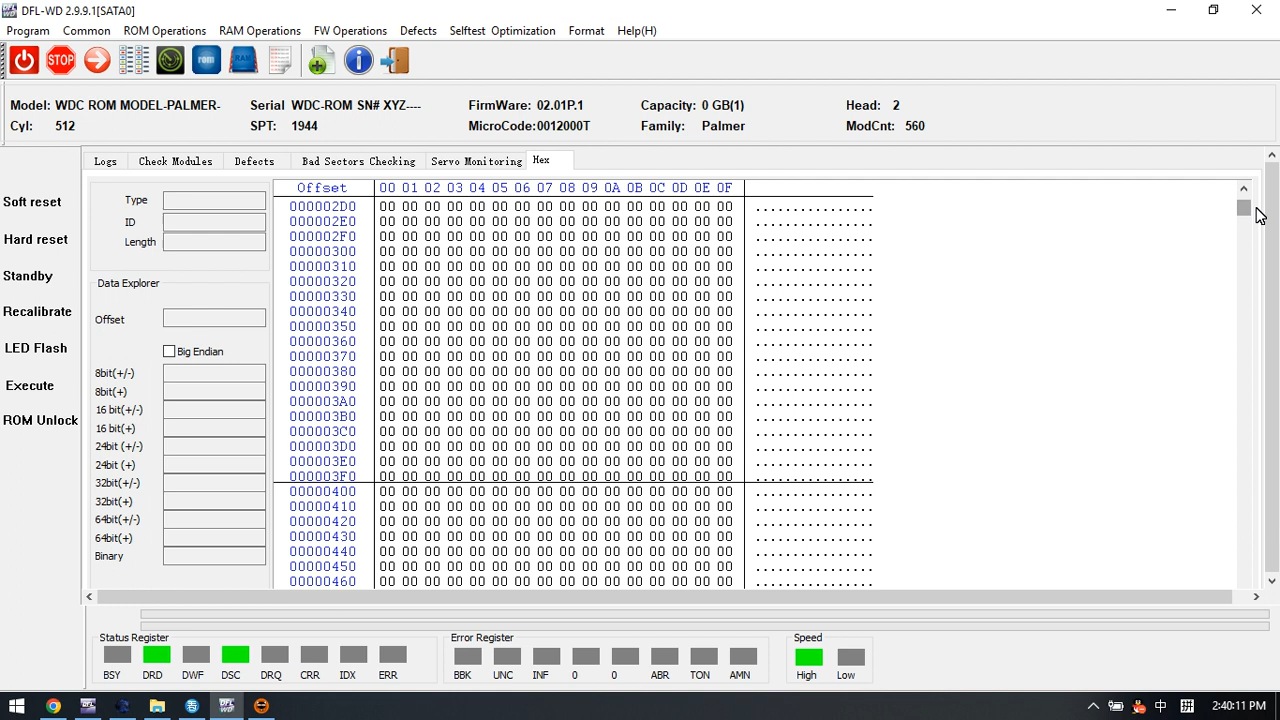 DFL-WD 2.9.9.1[SATA0]
Program Common ROM Operations RAM Operations FW Operations Defects Selftest Optimization Format Help(H)
STOP rom RAM
Model: WDC ROM MODEL-PALMER- Serial WDC-ROM SN# XYZ---- FirmWare: 02.01P.1 Capacity: 0 GB(1) Head: 2
Cyl: 512 SPT: 1944 MicroCode:0012000T Family: Palmer ModCnt: 560
Logs Check Modules Defects Bad Sectors Checking Servo Monitoring Hex
Soft reset
Hard reset
Standby
Recalibrate
LED Flash
Execute
ROM Unlock
Type
ID
Length
Data Explorer
Offset
Big Endian
8bit(+/-)
8bit(+)
16 bit(+/-)
16 bit(+)
24bit (+/-)
24bit (+)
32bit(+/-)
32bit(+)
64bit(+/-)
64bit(+)
Binary
Offset 00 01 02 03 04 05 06 07 08 09 0A 0B 0C 0D 0E 0F
000002D0 00 00 00 00 00 00 00 00 00 00 00 00 00 00 00 00 ................
000002E0 00 00 00 00 00 00 00 00 00 00 00 00 00 00 00 00 ................
000002F0 00 00 00 00 00 00 00 00 00 00 00 00 00 00 00 00 ................
00000300 00 00 00 00 00 00 00 00 00 00 00 00 00 00 00 00 ................
00000310 00 00 00 00 00 00 00 00 00 00 00 00 00 00 00 00 ................
00000320 00 00 00 00 00 00 00 00 00 00 00 00 00 00 00 00 ................
00000330 00 00 00 00 00 00 00 00 00 00 00 00 00 00 00 00 ................
00000340 00 00 00 00 00 00 00 00 00 00 00 00 00 00 00 00 ................
00000350 00 00 00 00 00 00 00 00 00 00 00 00 00 00 00 00 ................
00000360 00 00 00 00 00 00 00 00 00 00 00 00 00 00 00 00 ................
00000370 00 00 00 00 00 00 00 00 00 00 00 00 00 00 00 00 ................
00000380 00 00 00 00 00 00 00 00 00 00 00 00 00 00 00 00 ................
00000390 00 00 00 00 00 00 00 00 00 00 00 00 00 00 00 00 ................
000003A0 00 00 00 00 00 00 00 00 00 00 00 00 00 00 00 00 ................
000003B0 00 00 00 00 00 00 00 00 00 00 00 00 00 00 00 00 ................
000003C0 00 00 00 00 00 00 00 00 00 00 00 00 00 00 00 00 ................
000003D0 00 00 00 00 00 00 00 00 00 00 00 00 00 00 00 00 ................
000003E0 00 00 00 00 00 00 00 00 00 00 00 00 00 00 00 00 ................
000003F0 00 00 00 00 00 00 00 00 00 00 00 00 00 00 00 00 ................
00000400 00 00 00 00 00 00 00 00 00 00 00 00 00 00 00 00 ................
00000410 00 00 00 00 00 00 00 00 00 00 00 00 00 00 00 00 ................
00000420 00 00 00 00 00 00 00 00 00 00 00 00 00 00 00 00 ................
00000430 00 00 00 00 00 00 00 00 00 00 00 00 00 00 00 00 ................
00000440 00 00 00 00 00 00 00 00 00 00 00 00 00 00 00 00 ................
00000450 00 00 00 00 00 00 00 00 00 00 00 00 00 00 00 00 ................
00000460 00 00 00 00 00 00 00 00 00 00 00 00 00 00 00 00 ................
Status Register Error Register Speed
BSY DRD DWF DSC DRQ CRR IDX ERR BBK UNC INF 0 0 ABR TON AMN High Low
中 拼 2:40:11 PM